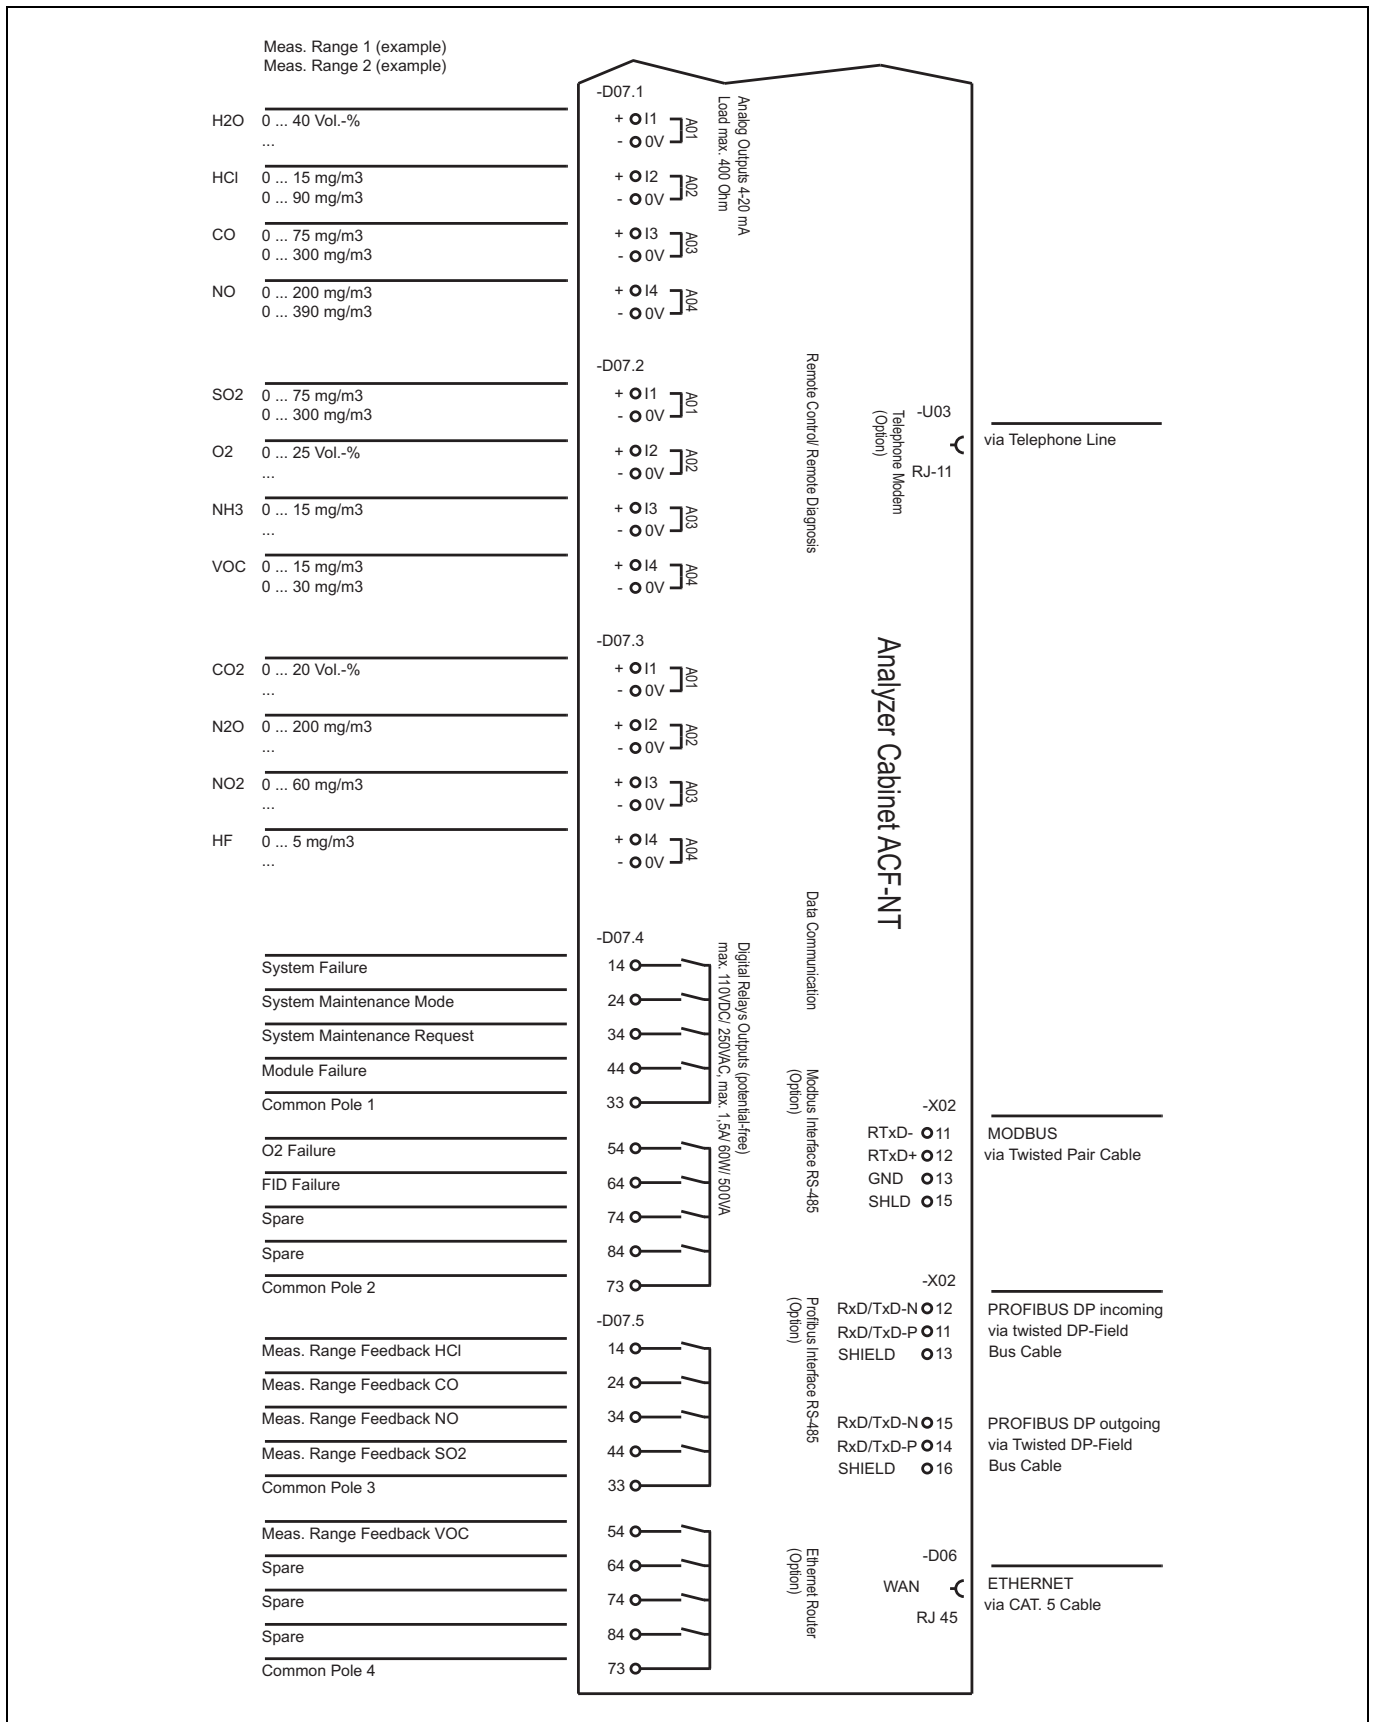 Meas. Range 1 (example)
Meas. Range 2 (example)
-D07.1
Analog Outputs 4-20 mA
Load max. 400 Ohm
H2O 0 ... 40 Vol.-%
...
+ I1 A01
- 0V
HCl 0 ... 15 mg/m3
0 ... 90 mg/m3
+ I2 A02
- 0V
CO 0 ... 75 mg/m3
0 ... 300 mg/m3
+ I3 A03
- 0V
NO 0 ... 200 mg/m3
0 ... 390 mg/m3
+ I4 A04
- 0V
-D07.2
SO2 0 ... 75 mg/m3
0 ... 300 mg/m3
+ I1 A01
- 0V
O2 0 ... 25 Vol.-%
...
+ I2 A02
- 0V
NH3 0 ... 15 mg/m3
...
+ I3 A03
- 0V
VOC 0 ... 15 mg/m3
0 ... 30 mg/m3
+ I4 A04
- 0V
Remote Control/ Remote Diagnosis
Telephone Modem
(Option)
-U03
RJ-11
via Telephone Line
-D07.3
CO2 0 ... 20 Vol.-%
...
+ I1 A01
- 0V
N2O 0 ... 200 mg/m3
...
+ I2 A02
- 0V
NO2 0 ... 60 mg/m3
...
+ I3 A03
- 0V
HF 0 ... 5 mg/m3
...
+ I4 A04
- 0V
Analyzer Cabinet ACF-NT
Data Communication
-D07.4
Digital Relays Outputs (potential-free)
max. 110VDC/ 250VAC, max. 1,5A/ 60W/ 500VA
System Failure 14
System Maintenance Mode 24
System Maintenance Request 34
Module Failure 44
Common Pole 1 33
O2 Failure 54
FID Failure 64
Spare 74
Spare 84
Common Pole 2 73
Modbus Interface RS-485
(Option)
-X02
RTxD- 11
RTxD+ 12
GND 13
SHLD 15
MODBUS
via Twisted Pair Cable
-D07.5
Meas. Range Feedback HCl 14
Meas. Range Feedback CO 24
Meas. Range Feedback NO 34
Meas. Range Feedback SO2 44
Common Pole 3 33
Meas. Range Feedback VOC 54
Spare 64
Spare 74
Spare 84
Common Pole 4 73
Profibus Interface RS-485
(Option)
-X02
RxD/TxD-N 12
RxD/TxD-P 11
SHIELD 13
PROFIBUS DP incoming
via twisted DP-Field
Bus Cable
RxD/TxD-N 15
RxD/TxD-P 14
SHIELD 16
PROFIBUS DP outgoing
via Twisted DP-Field
Bus Cable
Ethernet Router
(Option)
-D06
WAN
RJ 45
ETHERNET
via CAT. 5 Cable